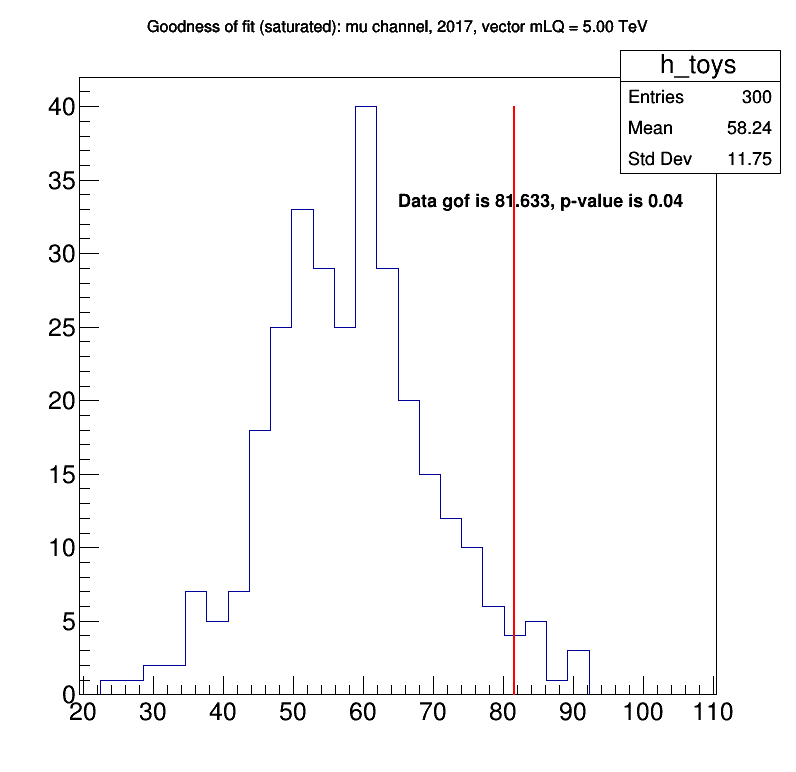 Goodness of fit (saturated): mu channel, 2017, vector mLQ = 5.00 TeV
h_toys
Entries 300
Mean 58.24
Std Dev 11.75
Data gof is 81.633, p-value is 0.04
40
35
30
25
20
15
10
5
0
20 30 40 50 60 70 80 90 100 110